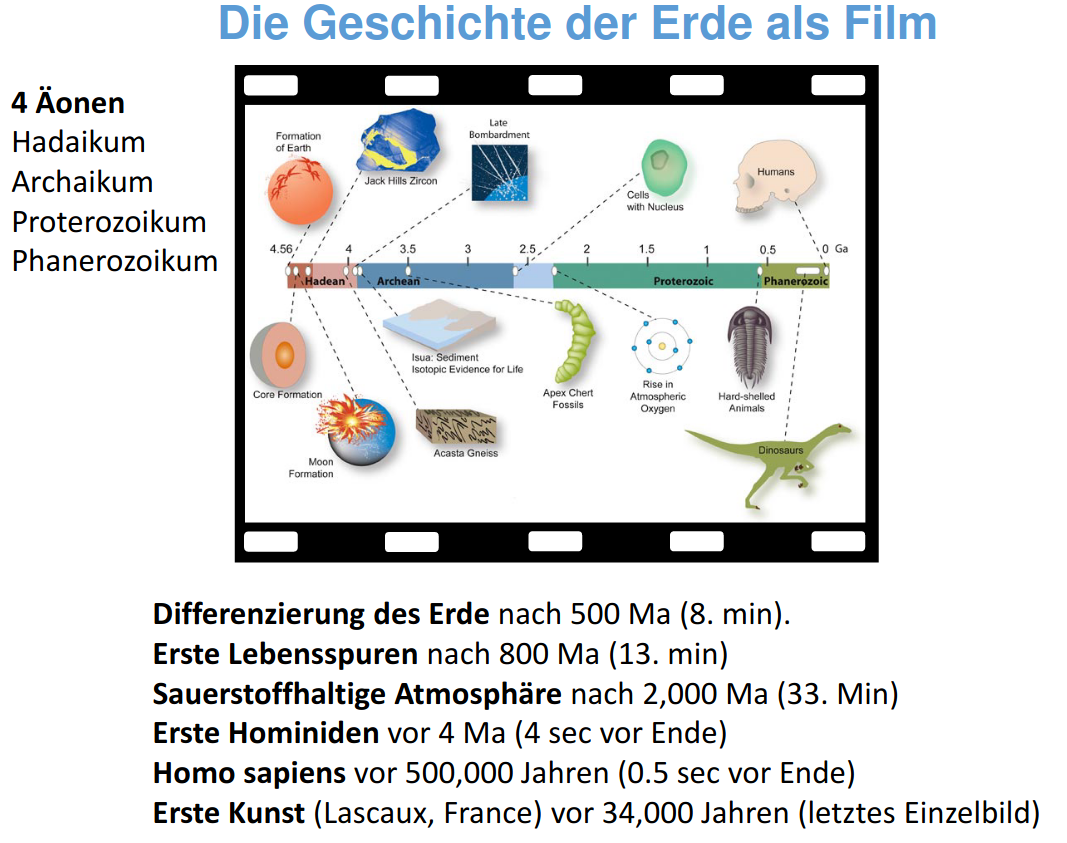 Die Geschichte der Erde als Film
4 Äonen
Hadaikum
Archaikum
Proterozoikum
Phanerozoikum
Formation
of Earth
Jack Hills Zircon
Late
Bombardment
Cells
with Nucleus
Humans
4.56 4 3.5 3 2.5 2 1.5 1 0.5 0 Ga
Hadean Archean Proterozoic Phanerozoic
Core Formation
Isua: Sediment
Isotopic Evidence for Life
Apex Chert
Fossils
Rise in
Atmospheric
Oxygen
Hard-shelled
Animals
Moon
Formation
Acasta Gneiss
Dinosaurs
Differenzierung des Erde nach 500 Ma (8. min).
Erste Lebensspuren nach 800 Ma (13. min)
Sauerstoffhaltige Atmosphäre nach 2,000 Ma (33. Min)
Erste Hominiden vor 4 Ma (4 sec vor Ende)
Homo sapiens vor 500,000 Jahren (0.5 sec vor Ende)
Erste Kunst (Lascaux, France) vor 34,000 Jahren (letztes Einzelbild)